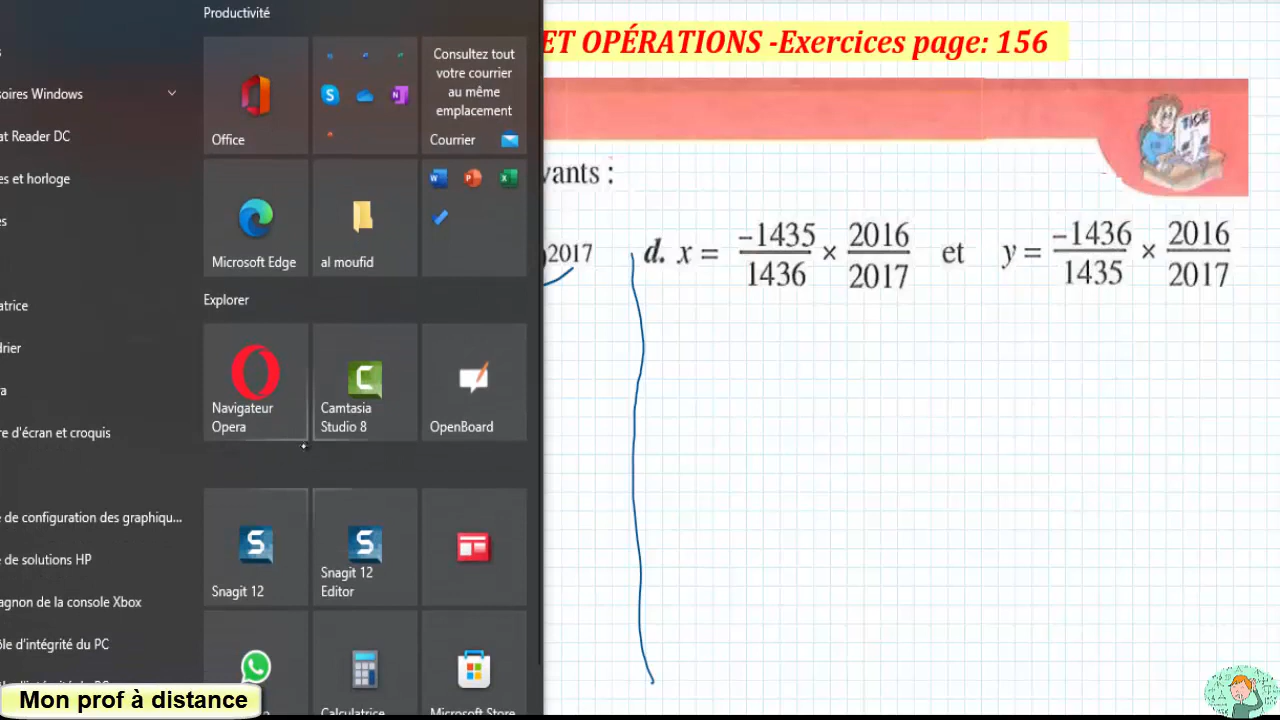 ET OPÉRATIONS -Exercices page: 156
TICE
vants :
2017
d. x = −1435/1436 × 2016/2017 et y = −1436/1435 × 2016/2017
Productivité
Office
Consultez tout
votre courrier
au même
emplacement
Courrier
Microsoft Edge
al moufid
Explorer
Navigateur
Opera
Camtasia
Studio 8
OpenBoard
Snagit 12
Snagit 12
Editor
Calculatrice
Microsoft Store
s
soires Windows
at Reader DC
es et horloge
es
atrice
drier
a
re d'écran et croquis
e de configuration des graphiqu...
e de solutions HP
agnon de la console Xbox
ôle d'intégrité du PC
Mon prof à distance